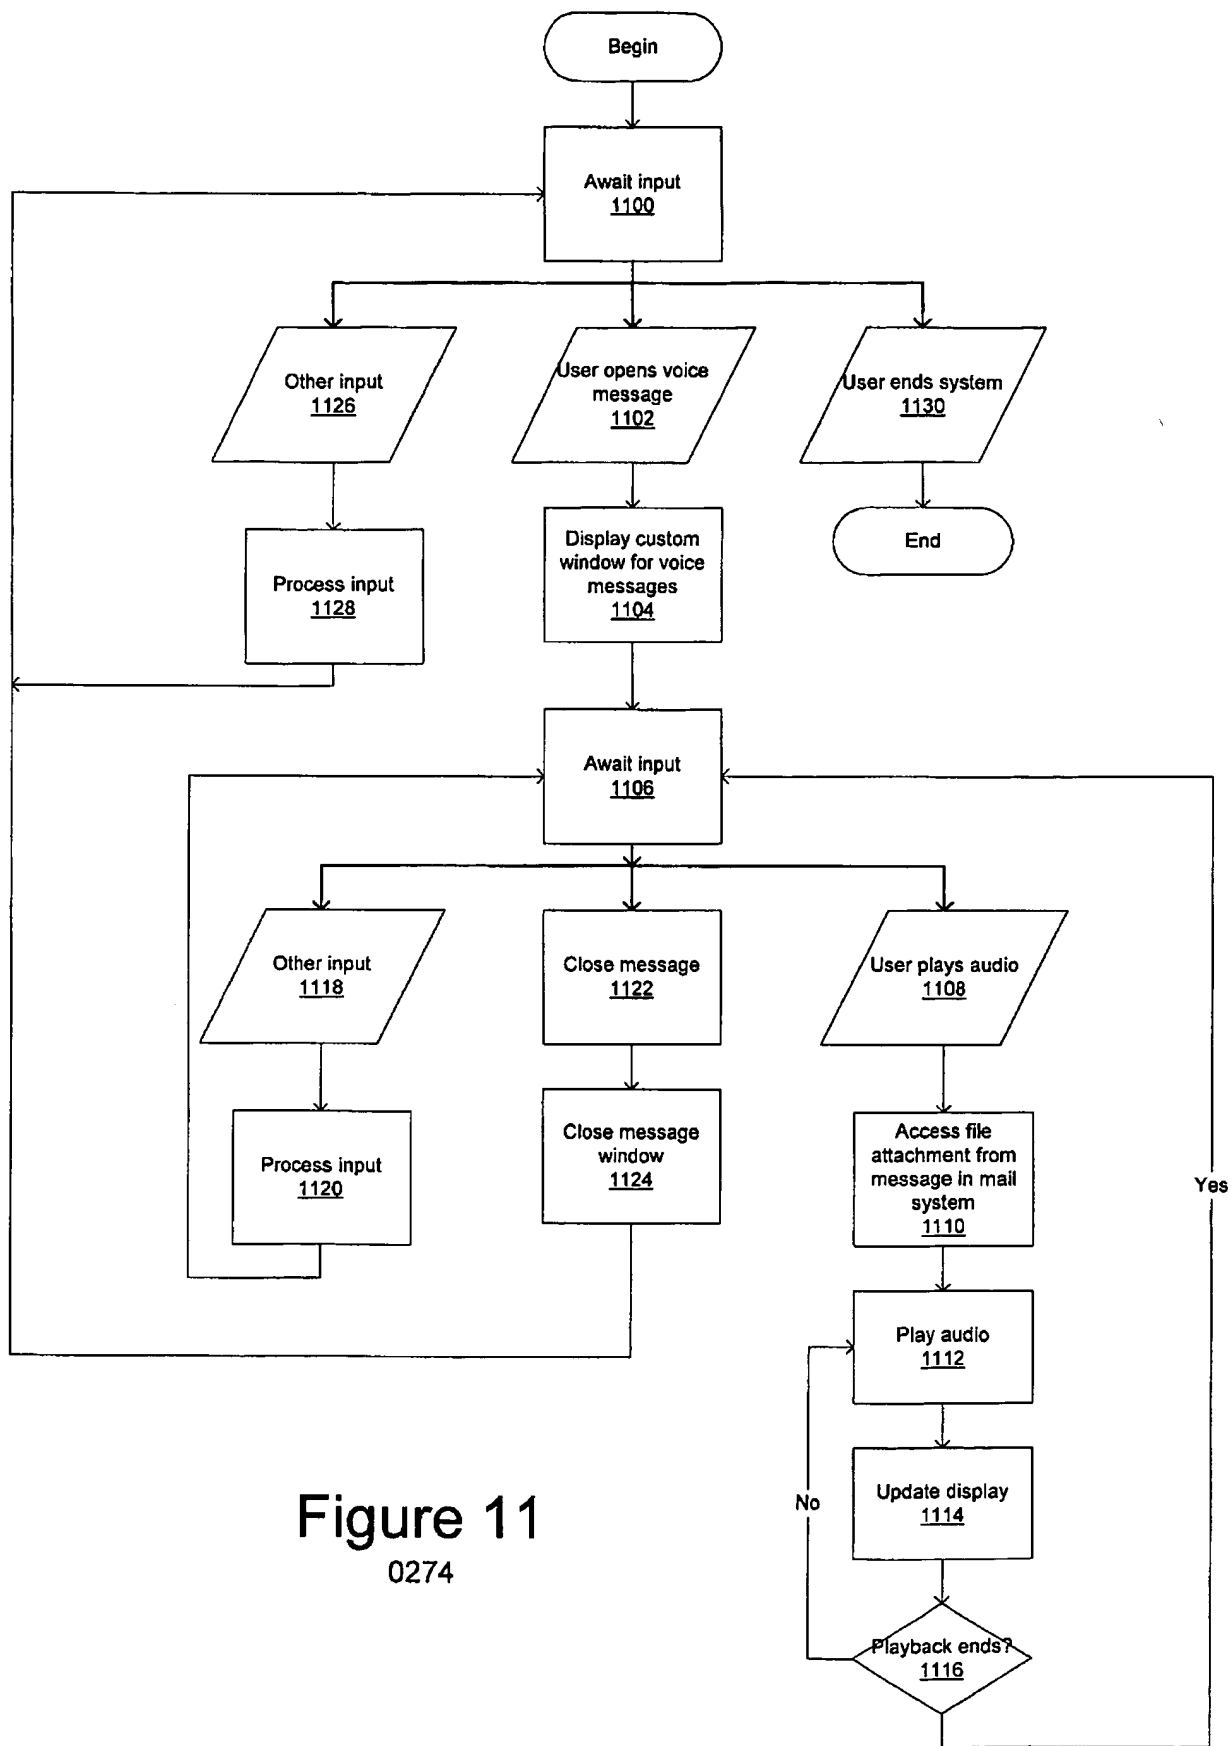 Begin
Await input
1100
Other input
1126
User opens voice
message
1102
User ends system
1130
Process input
1128
Display custom
window for voice
messages
1104
End
Await input
1106
Other input
1118
Close message
1122
User plays audio
1108
Process input
1120
Close message
window
1124
Access file
attachment from
message in mail
system
1110
Yes
Play audio
1112
No
Update display
1114
Playback ends?
1116
Figure 11
0274